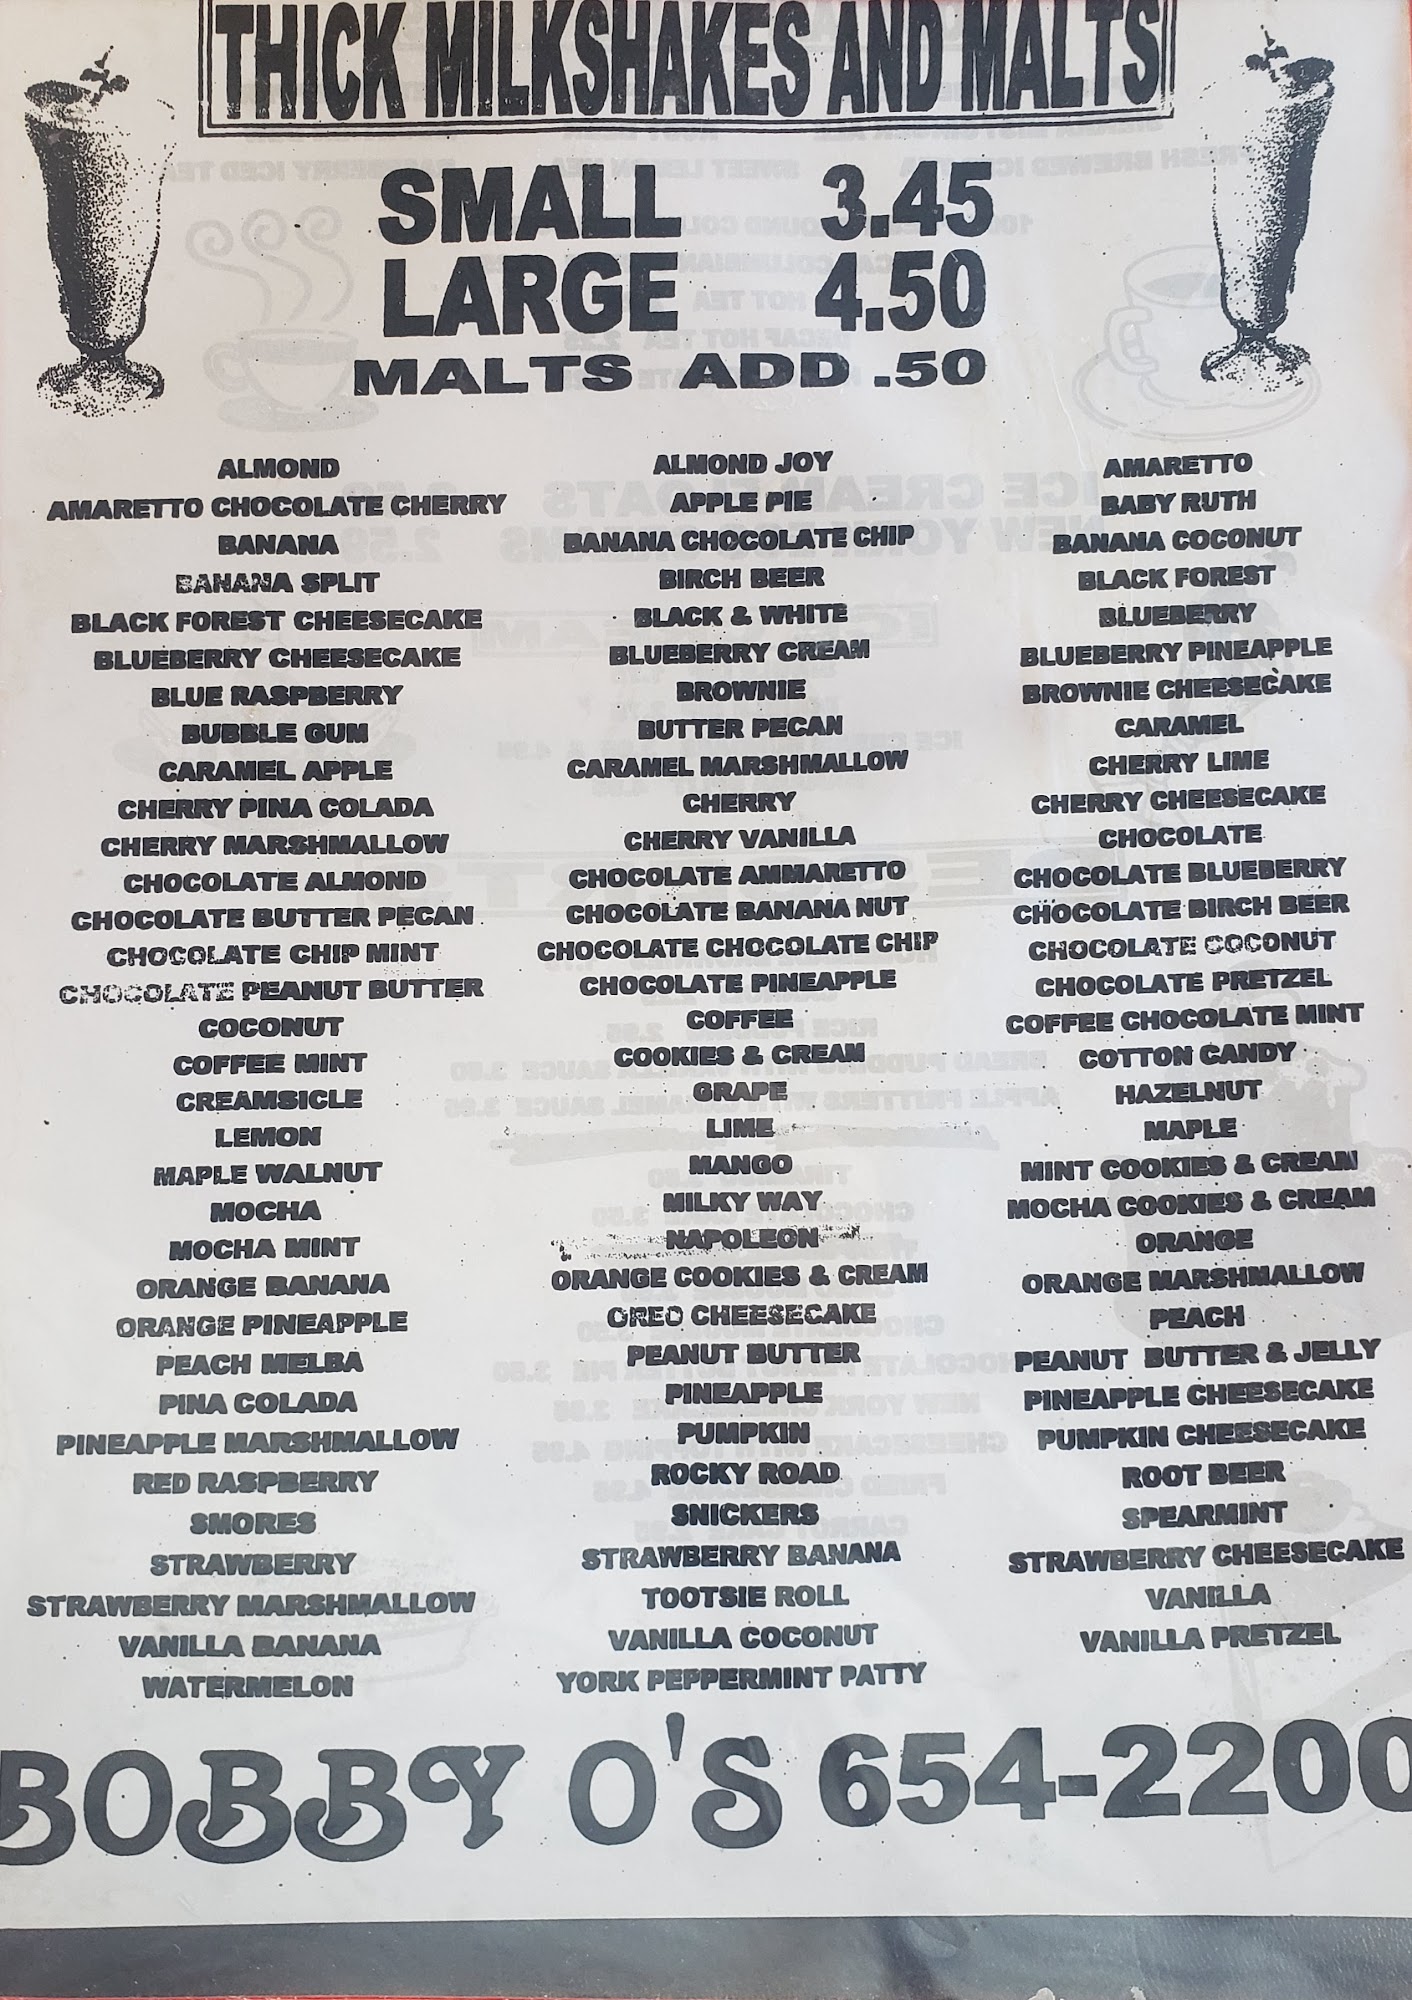 THICK MILKSHAKES AND MALTS
SMALL 3.45
LARGE 4.50
MALTS ADD .50
ALMOND ALMOND JOY AMARETTO
AMARETTO CHOCOLATE CHERRY APPLE PIE BABY RUTH
BANANA BANANA CHOCOLATE CHIP BANANA COCONUT
BANANA SPLIT BIRCH BEER BLACK FOREST
BLACK FOREST CHEESECAKE BLACK & WHITE BLUEBERRY
BLUEBERRY CHEESECAKE BLUEBERRY CREAM BLUEBERRY PINEAPPLE
BLUE RASPBERRY BROWNIE BROWNIE CHEESECAKE
BUBBLE GUM BUTTER PECAN CARAMEL
CARAMEL APPLE CARAMEL MARSHMALLOW CHERRY LIME
CHERRY PINA COLADA CHERRY CHERRY CHEESECAKE
CHERRY MARSHMALLOW CHERRY VANILLA CHOCOLATE
CHOCOLATE ALMOND CHOCOLATE AMMARETTO CHOCOLATE BLUEBERRY
CHOCOLATE BUTTER PECAN CHOCOLATE BANANA NUT CHOCOLATE BIRCH BEER
CHOCOLATE CHIP MINT CHOCOLATE CHOCOLATE CHIP CHOCOLATE COCONUT
CHOCOLATE PEANUT BUTTER CHOCOLATE PINEAPPLE CHOCOLATE PRETZEL
COCONUT COFFEE COFFEE CHOCOLATE MINT
COFFEE MINT COOKIES & CREAM COTTON CANDY
CREAMSICLE GRAPE HAZELNUT
LEMON LIME MAPLE
MAPLE WALNUT MANGO MINT COOKIES & CREAM
MOCHA MILKY WAY MOCHA COOKIES & CREAM
MOCHA MINT NAPOLEON ORANGE
ORANGE BANANA ORANGE COOKIES & CREAM ORANGE MARSHMALLOW
ORANGE PINEAPPLE OREO CHEESECAKE PEACH
PEACH MELBA PEANUT BUTTER PEANUT BUTTER & JELLY
PINA COLADA PINEAPPLE PINEAPPLE CHEESECAKE
PINEAPPLE MARSHMALLOW PUMPKIN PUMPKIN CHEESECAKE
RED RASPBERRY ROCKY ROAD ROOT BEER
SMORES SNICKERS SPEARMINT
STRAWBERRY STRAWBERRY BANANA STRAWBERRY CHEESECAKE
STRAWBERRY MARSHMALLOW TOOTSIE ROLL VANILLA
VANILLA BANANA VANILLA COCONUT VANILLA PRETZEL
WATERMELON YORK PEPPERMINT PATTY
BOBBY O'S 654-2200